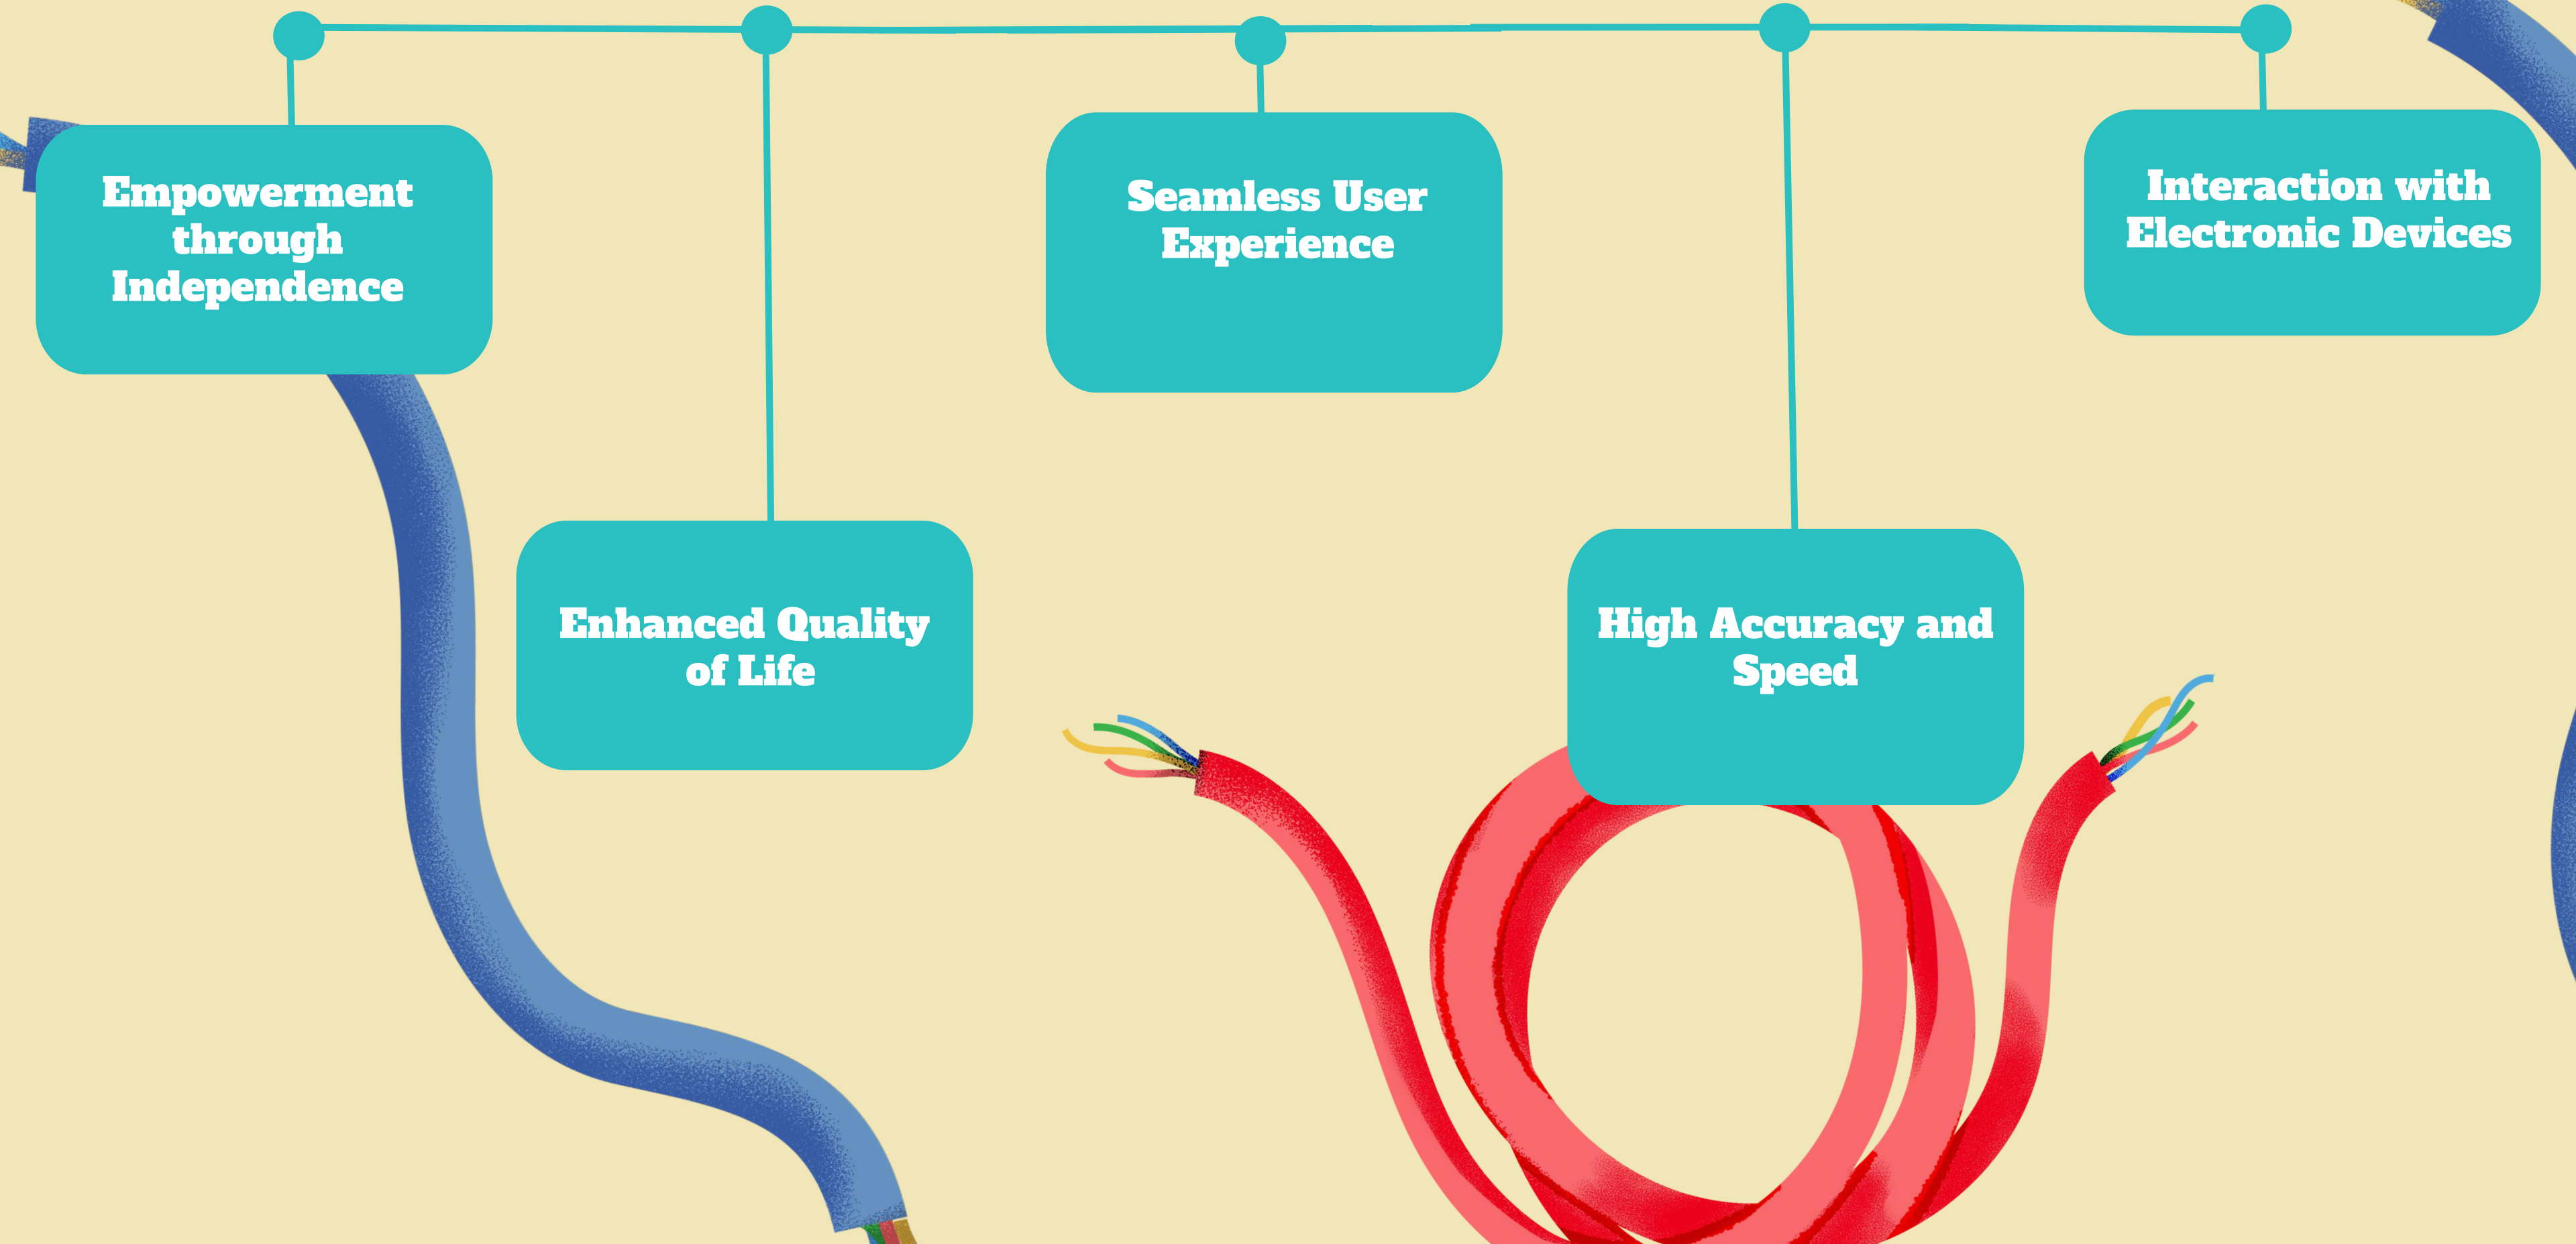 Empowerment
through
Independence
Enhanced Quality
of Life
Seamless User
Experience
High Accuracy and
Speed
Interaction with
Electronic Devices